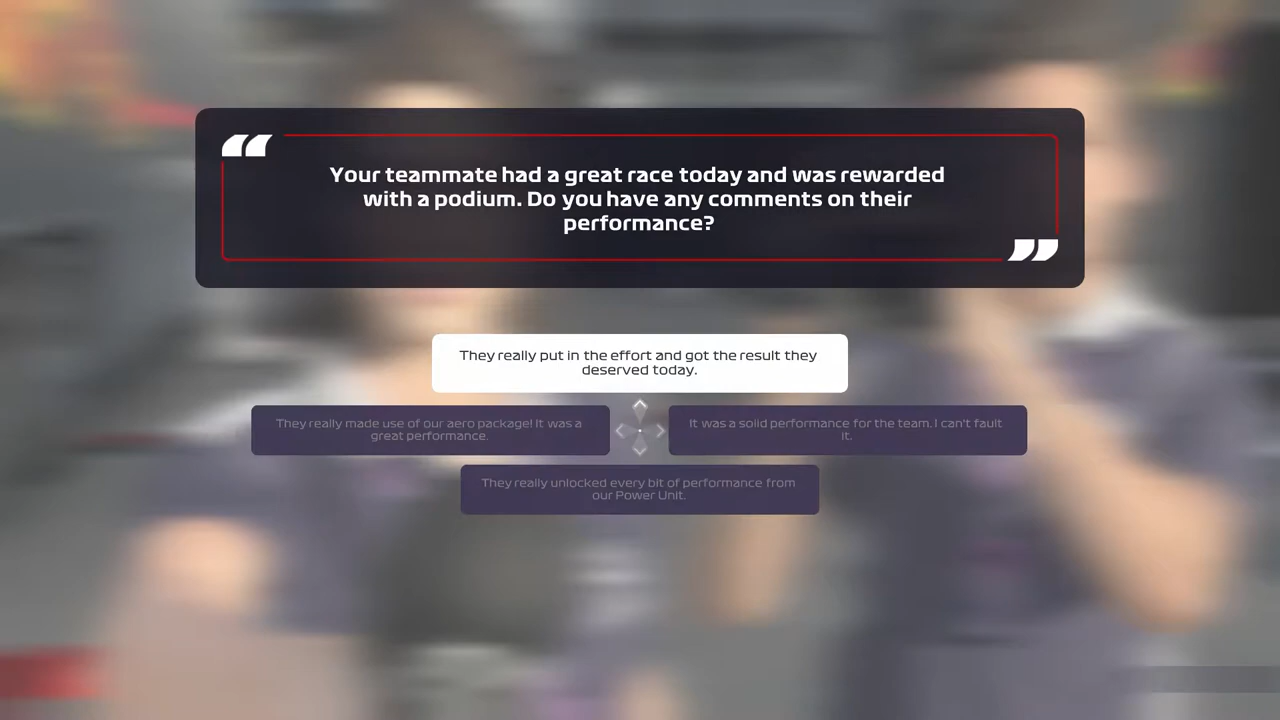 Your teammate had a great race today and was rewarded
with a podium. Do you have any comments on their
performance?
They really put in the effort and got the result they
deserved today.
They really made use of our aero package! It was a
great performance.
It was a solid performance for the team. I can't fault
it.
They really unlocked every bit of performance from
our Power Unit.